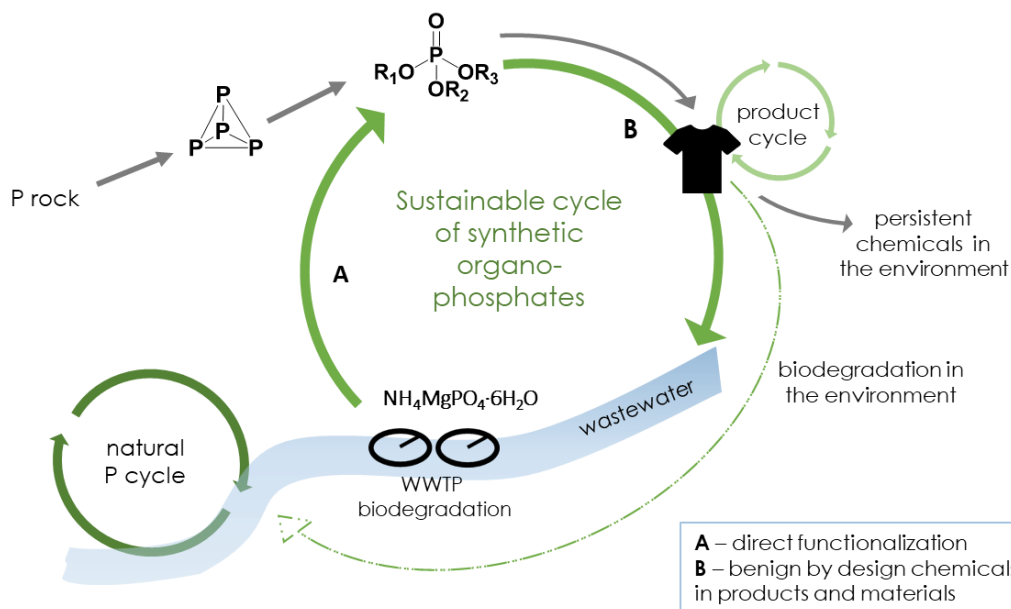 O
P
R₁O
OR₃
OR₂
P
P
P
P
P rock
A
B
product
cycle
Sustainable cycle
of synthetic
organo-
phosphates
persistent
chemicals in
the environment
biodegradation in
the environment
NH₄MgPO₄·6H₂O
wastewater
natural
P cycle
WWTP
biodegradation
A – direct functionalization
B – benign by design chemicals
in products and materials